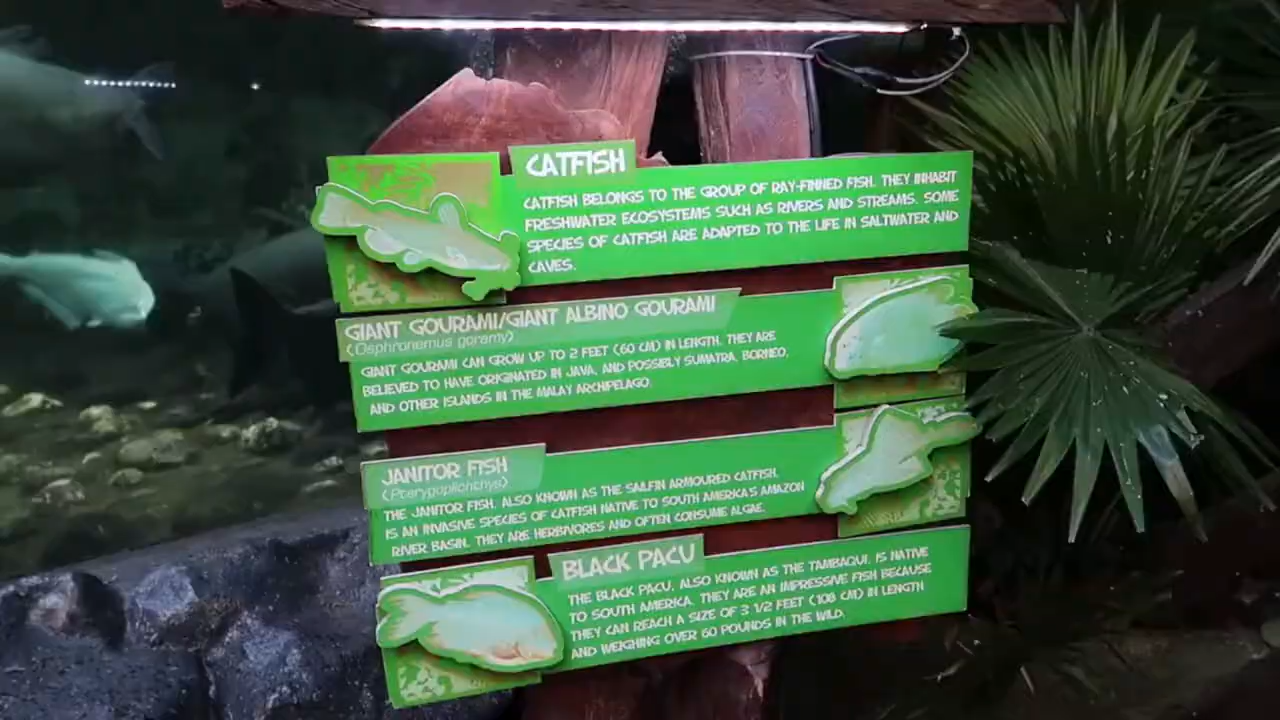 CATFISH
CATFISH BELONGS TO THE GROUP OF RAY-FINNED FISH. THEY INHABIT
FRESHWATER ECOSYSTEMS SUCH AS RIVERS AND STREAMS. SOME
SPECIES OF CATFISH ARE ADAPTED TO THE LIFE IN SALTWATER AND
CAVES.
GIANT GOURAMI/GIANT ALBINO GOURAMI
(Osphronemus goramy)
GIANT GOURAMI CAN GROW UP TO 2 FEET (60 CM) IN LENGTH. THEY ARE
BELIEVED TO HAVE ORIGINATED IN JAVA, AND POSSIBLY SUMATRA, BORNEO,
AND OTHER ISLANDS IN THE MALAY ARCHIPELAGO.
JANITOR FISH
(Pterygoplichthys)
THE JANITOR FISH, ALSO KNOWN AS THE SAILFIN ARMOURED CATFISH,
IS AN INVASIVE SPECIES OF CATFISH NATIVE TO SOUTH AMERICA'S AMAZON
RIVER BASIN. THEY ARE HERBIVORES AND OFTEN CONSUME ALGAE.
BLACK PACU
THE BLACK PACU, ALSO KNOWN AS THE TAMBAQUI, IS NATIVE
TO SOUTH AMERICA. THEY ARE AN IMPRESSIVE FISH BECAUSE
THEY CAN REACH A SIZE OF 3 1/2 FEET (108 CM) IN LENGTH
AND WEIGHING OVER 60 POUNDS IN THE WILD.